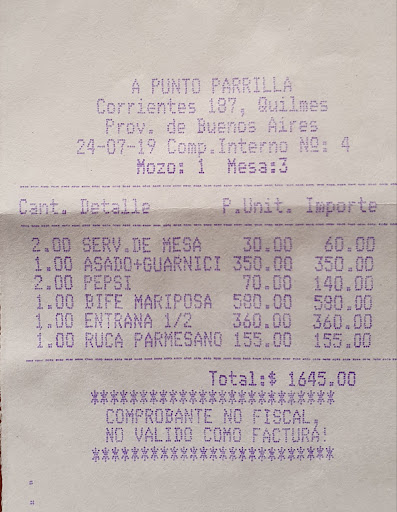 A PUNTO PARRILLA
Corrientes 187, Quilmes
Prov. de Buenos Aires
24-07-19 Comp.Interno Nº: 4
Mozo: 1 Mesa:3
Cant. Detalle P.Unit. Importe
2.00 SERV.DE MESA 30.00 60.00
1.00 ASADO+GUARNICI 350.00 350.00
2.00 PEPSI 70.00 140.00
1.00 BIFE MARIPOSA 580.00 580.00
1.00 ENTRANA 1/2 360.00 360.00
1.00 RUCA PARMESANO 155.00 155.00
Total:$ 1645.00
************************
COMPROBANTE NO FISCAL,
NO VALIDO COMO FACTURA!
************************